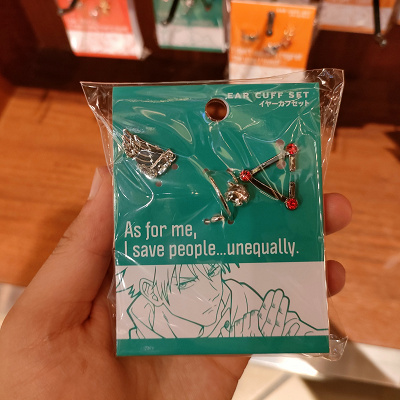 EAR CUFF SET
イヤーカフセット
As for me,
I save people...unequally.